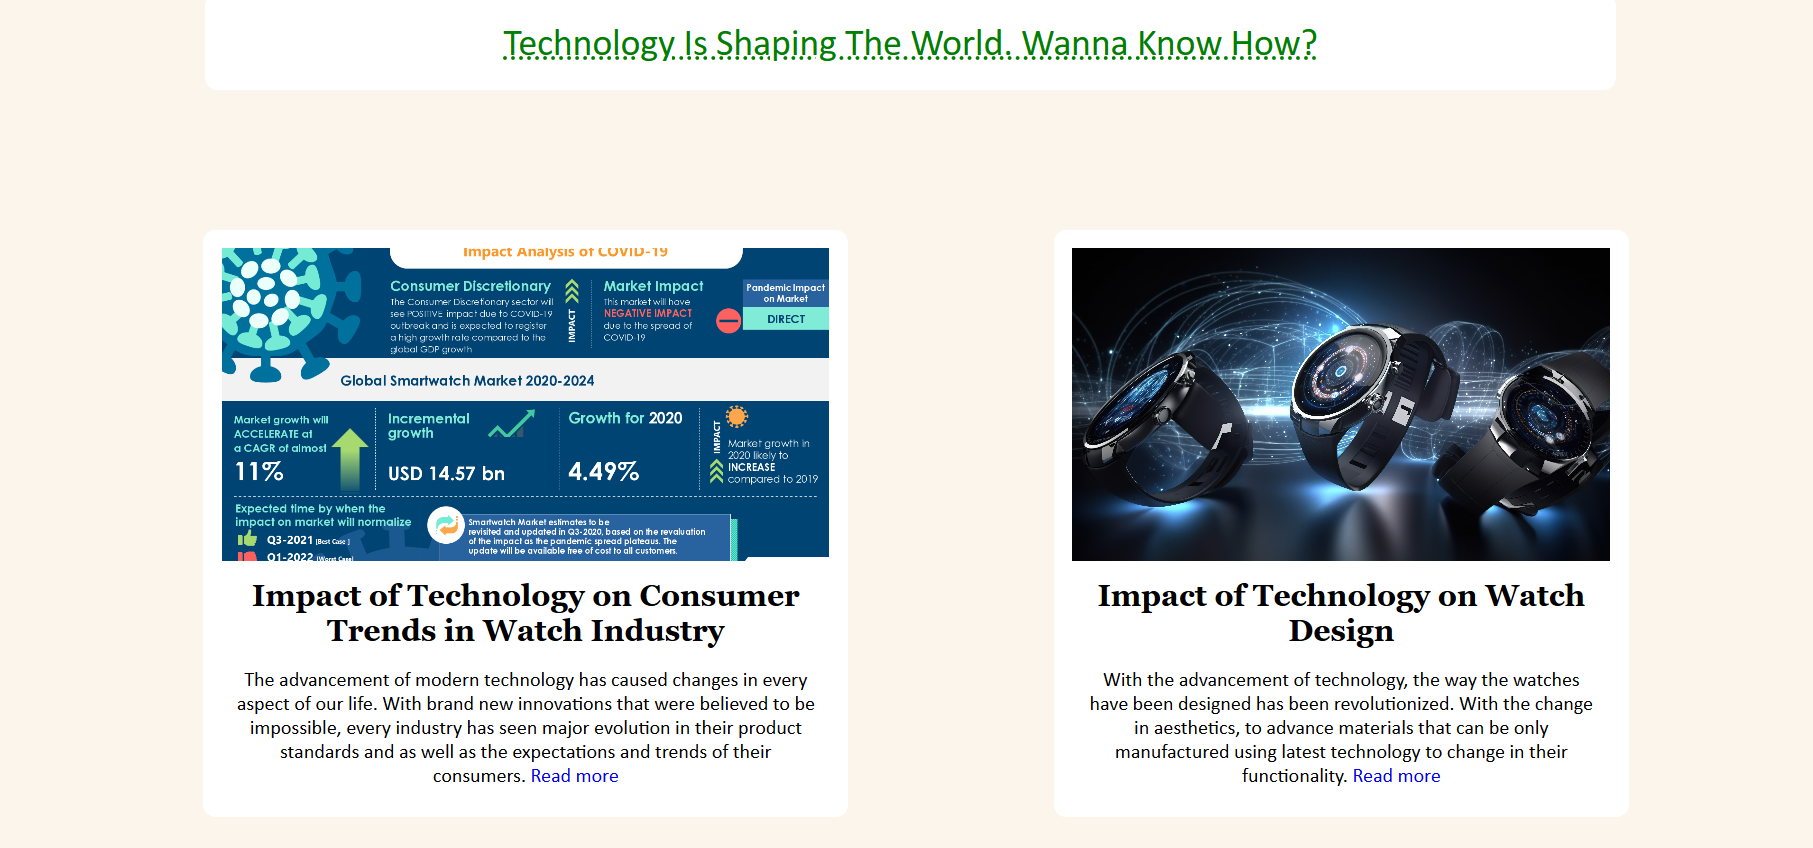 Technology Is Shaping The World. Wanna Know How?
Impact Analysis of COVID-19
Consumer Discretionary
The Consumer Discretionary sector will
see POSITIVE impact due to COVID-19
outbreak and is expected to register
a high growth rate compared to the
global GDP growth
IMPACT
Market Impact
This market will have
NEGATIVE IMPACT
due to the spread of
COVID-19
Pandemic Impact
on Market
DIRECT
Global Smartwatch Market 2020-2024
Market growth will
ACCELERATE at
a CAGR of almost
11%
Incremental
growth
USD 14.57 bn
Growth for 2020
4.49%
IMPACT
Market growth in
2020 likely to
INCREASE
compared to 2019
Expected time by when the
impact on market will normalize
Q3-2021 [Best Case ]
Q1-2022 [Worst Case]
Smartwatch Market estimates to be
revisited and updated in Q3-2020, based on the revaluation
of the impact as the pandemic spread plateaus. The
update will be available free of cost to all customers.
Impact of Technology on Consumer
Trends in Watch Industry
The advancement of modern technology has caused changes in every
aspect of our life. With brand new innovations that were believed to be
impossible, every industry has seen major evolution in their product
standards and as well as the expectations and trends of their
consumers. Read more
Impact of Technology on Watch
Design
With the advancement of technology, the way the watches
have been designed has been revolutionized. With the change
in aesthetics, to advance materials that can be only
manufactured using latest technology to change in their
functionality. Read more